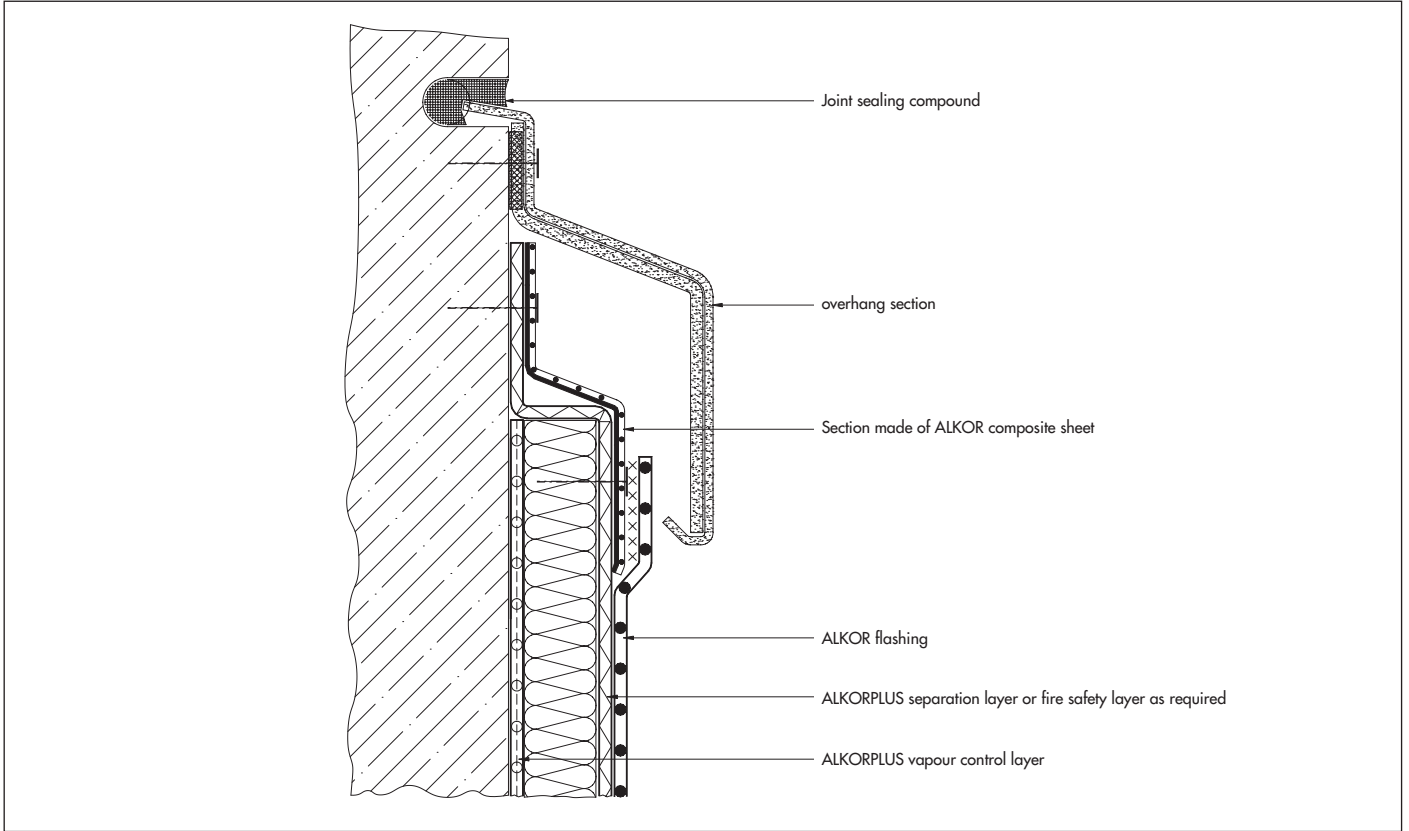 Joint sealing compound
overhang section
Section made of ALKOR composite sheet
ALKOR flashing
ALKORPLUS separation layer or fire safety layer as required
ALKORPLUS vapour control layer